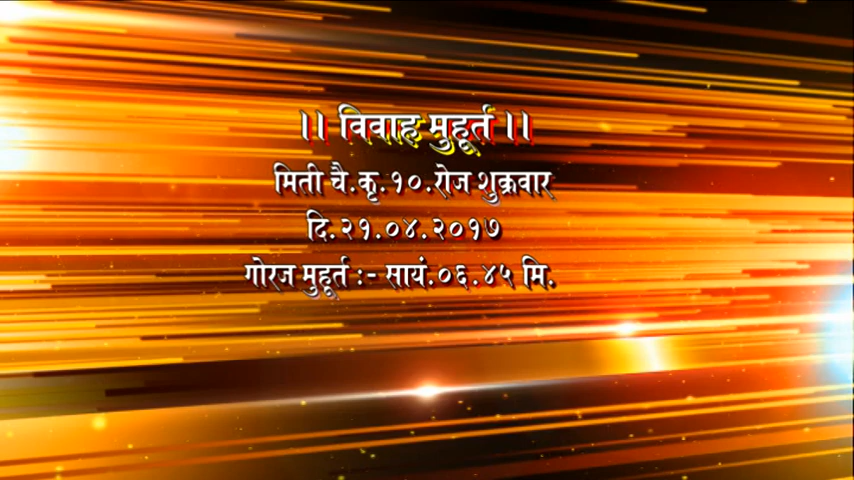 ।। विवाह मुहूर्त ।।
मिती चै.कृ.१०.रोज शुक्रवार
दि.२१.०४.२०१७
गोरज मुहूर्त :- सायं.०६.४५ मि.